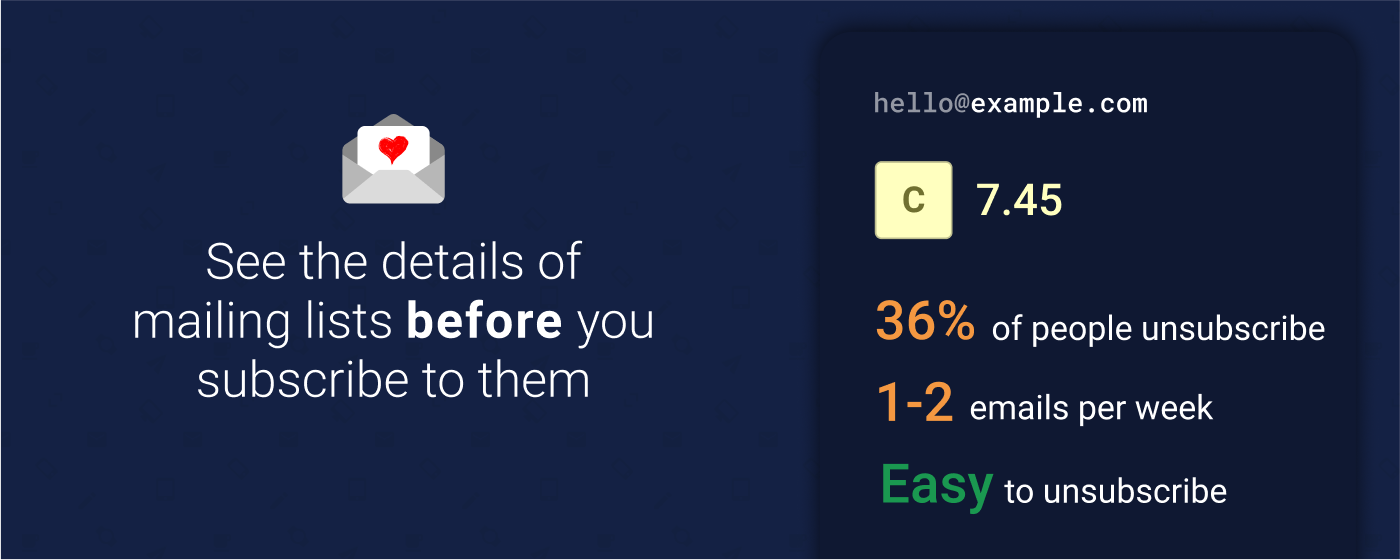 See the details of
mailing lists before you
subscribe to them
hello@example.com
C 7.45
36% of people unsubscribe
1-2 emails per week
Easy to unsubscribe